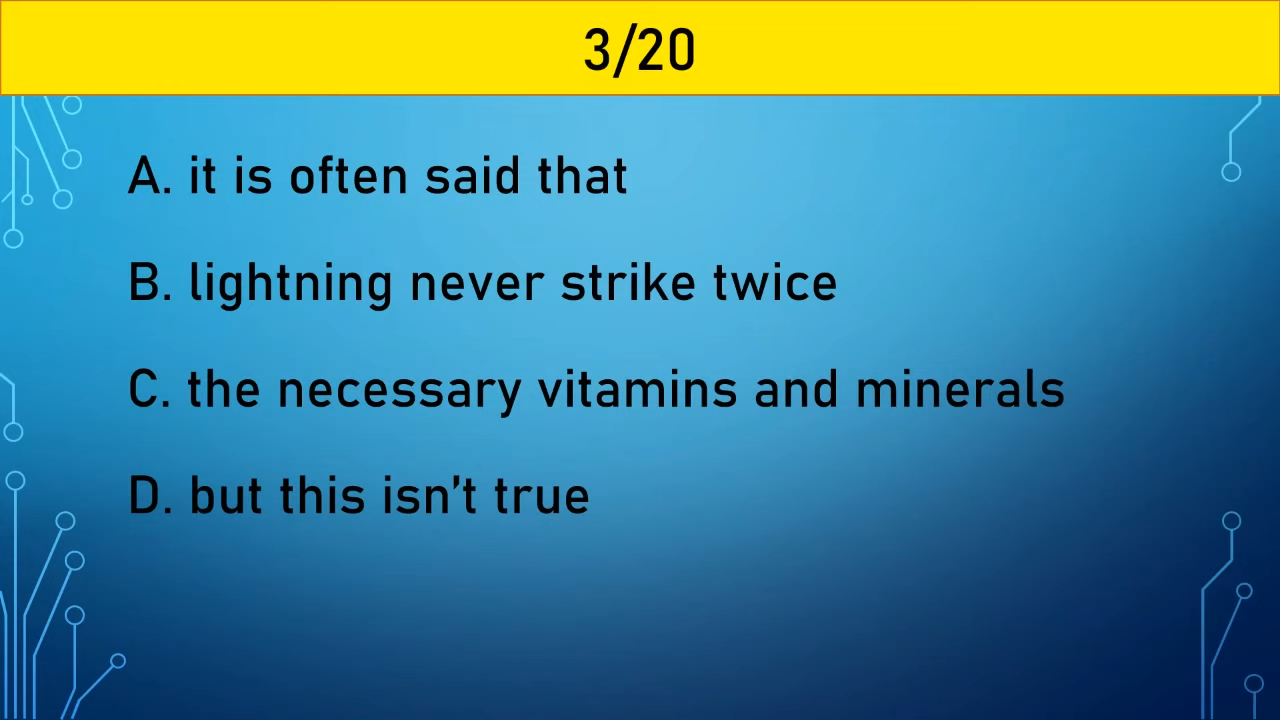 3/20
A. it is often said that
B. lightning never strike twice
C. the necessary vitamins and minerals
D. but this isn't true